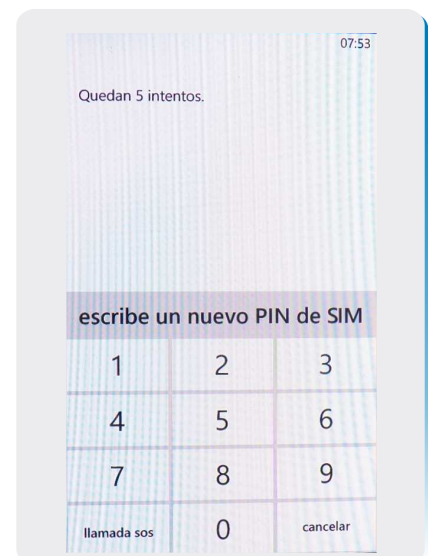 07:53
Quedan 5 intentos.
escribe un nuevo PIN de SIM
1 2 3
4 5 6
7 8 9
llamada sos 0 cancelar